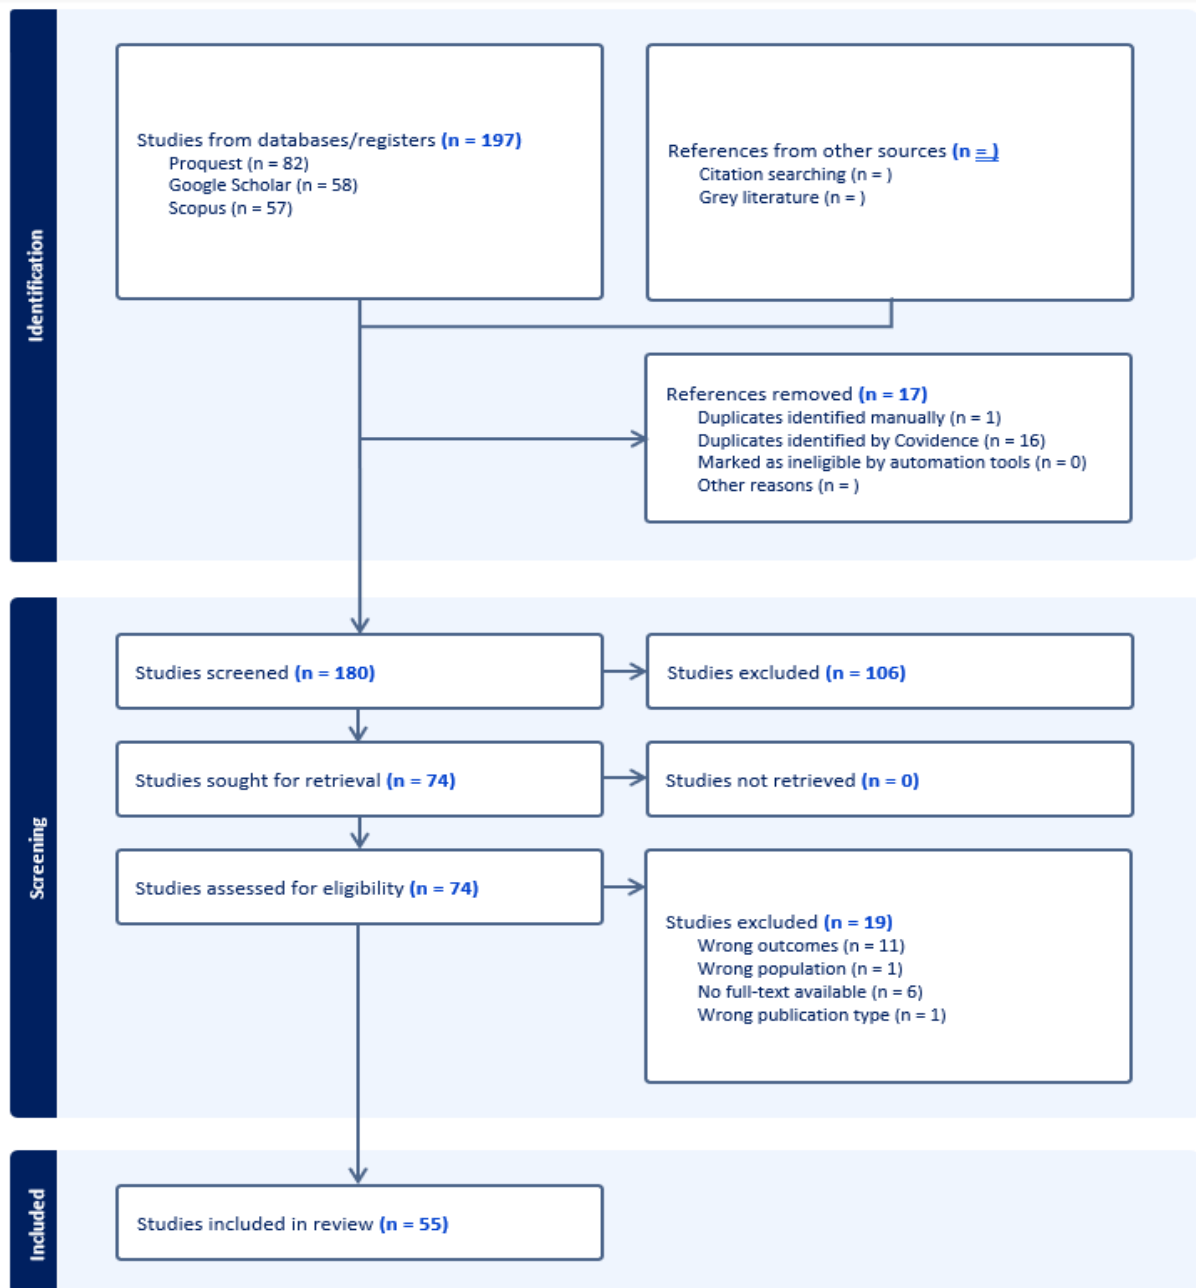 Identification
Studies from databases/registers (n = 197)
Proquest (n = 82)
Google Scholar (n = 58)
Scopus (n = 57)
References from other sources (n = )
Citation searching (n = )
Grey literature (n = )
References removed (n = 17)
Duplicates identified manually (n = 1)
Duplicates identified by Covidence (n = 16)
Marked as ineligible by automation tools (n = 0)
Other reasons (n = )
Screening
Studies screened (n = 180)
Studies excluded (n = 106)
Studies sought for retrieval (n = 74)
Studies not retrieved (n = 0)
Studies assessed for eligibility (n = 74)
Studies excluded (n = 19)
Wrong outcomes (n = 11)
Wrong population (n = 1)
No full-text available (n = 6)
Wrong publication type (n = 1)
Included
Studies included in review (n = 55)